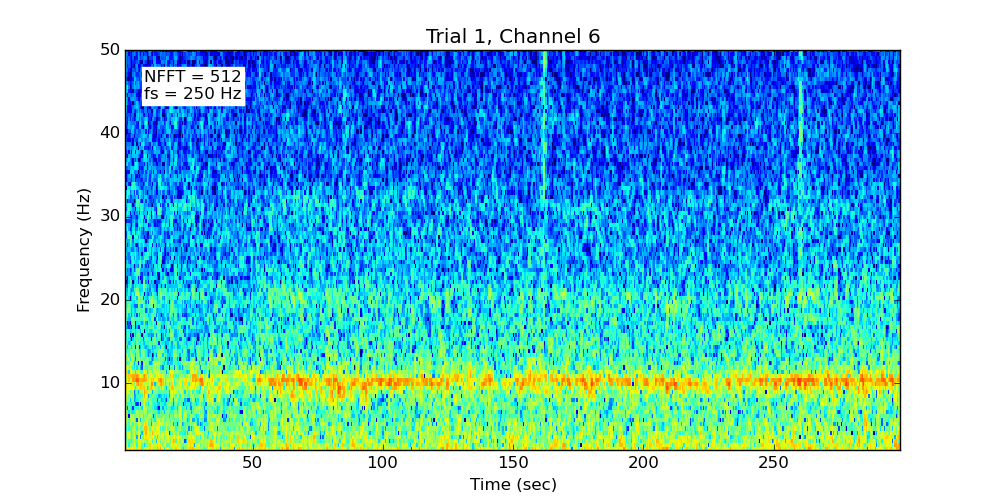 Trial 1, Channel 6
NFFT = 512
fs = 250 Hz
50
40
30
20
10
Frequency (Hz)
50
100
150
200
250
Time (sec)